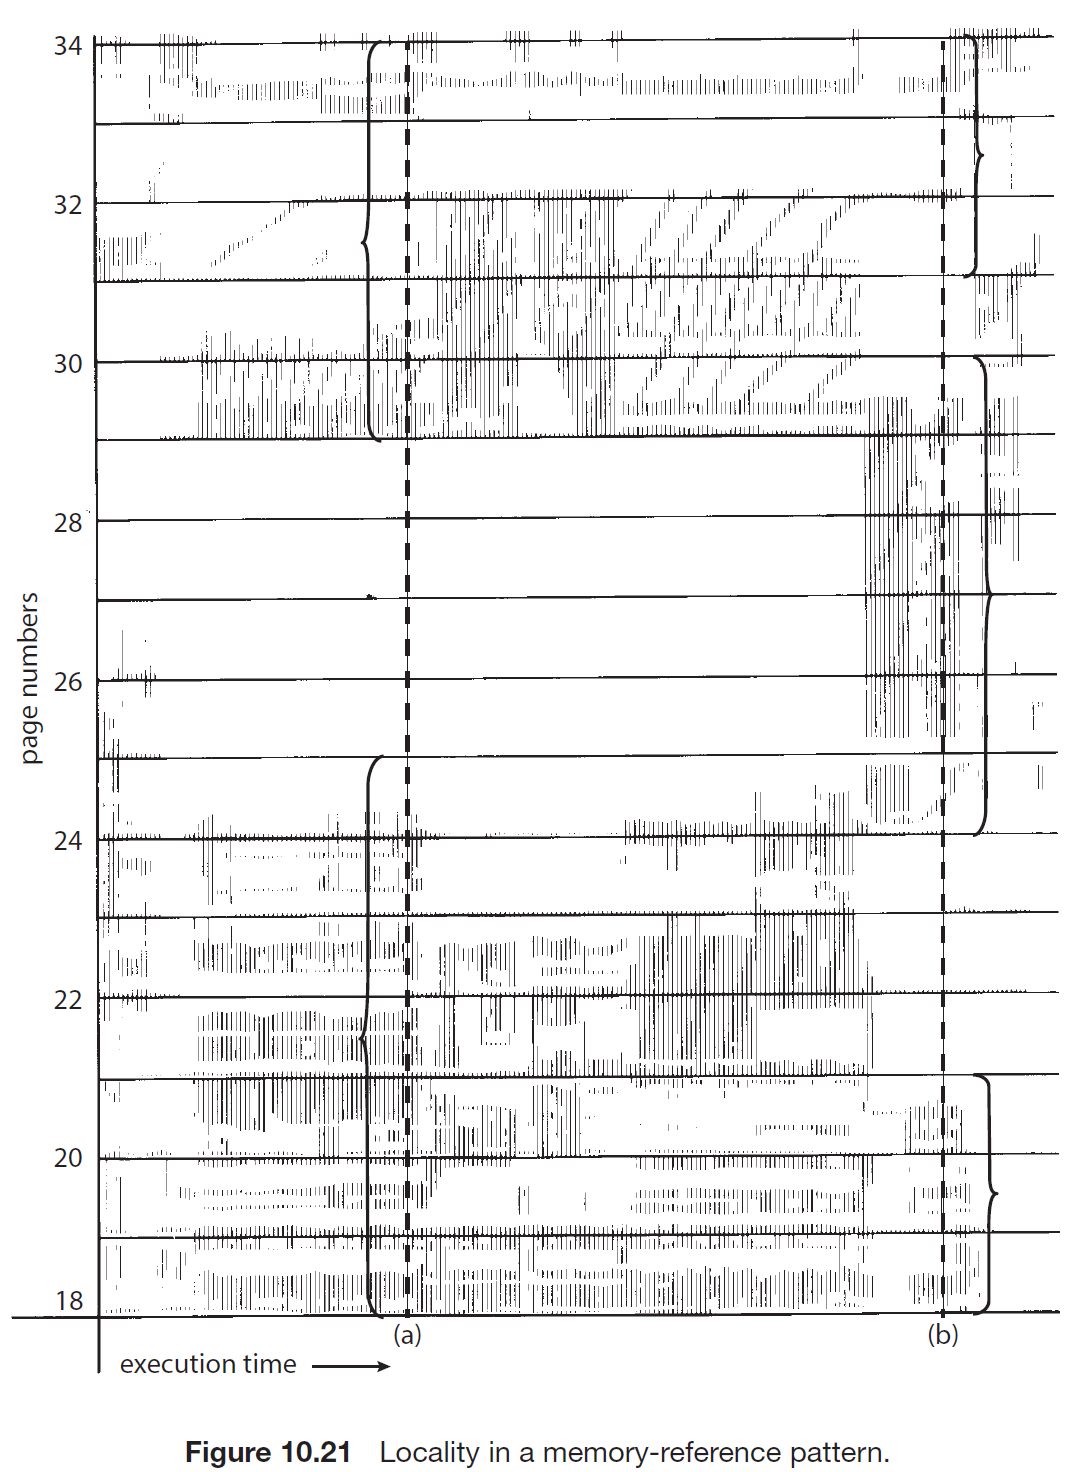 34
32
30
28
26
24
22
20
18
page numbers
(a)
(b)
execution time
Figure 10.21 Locality in a memory-reference pattern.